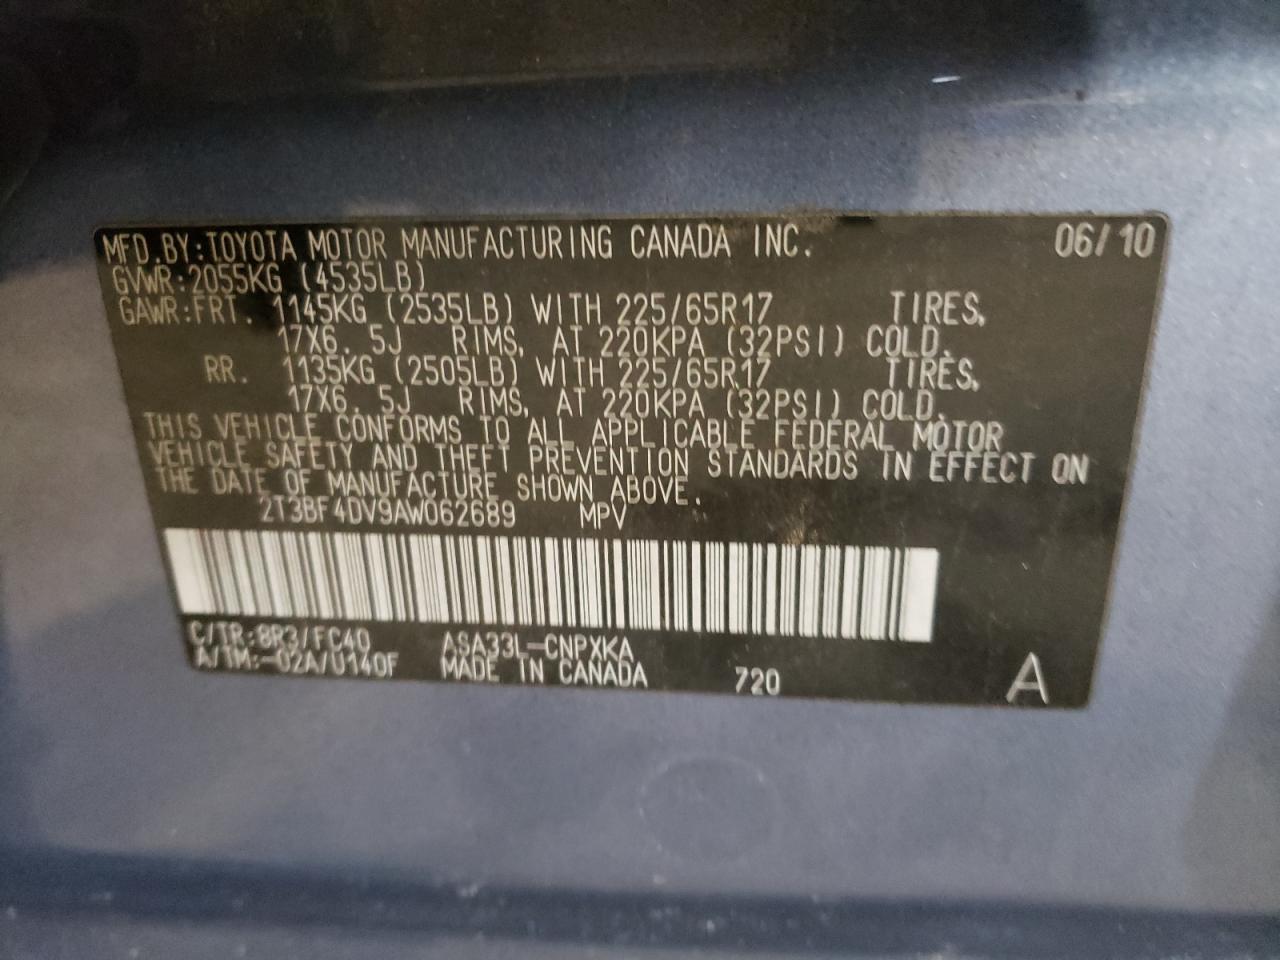 MFD.BY:TOYOTA MOTOR MANUFACTURING CANADA INC. 06/10
GVWR:2055KG (4535LB)
GAWR:FRT. 1145KG (2535LB) WITH 225/65R17 TIRES,
17X6.5J RIMS, AT 220KPA (32PSI) COLD.
RR. 1135KG (2505LB) WITH 225/65R17 TIRES,
17X6.5J RIMS, AT 220KPA (32PSI) COLD.
THIS VEHICLE CONFORMS TO ALL APPLICABLE FEDERAL MOTOR
VEHICLE SAFETY AND THEFT PREVENTION STANDARDS IN EFFECT ON
THE DATE OF MANUFACTURE SHOWN ABOVE.
2T3BF4DV9AW062689 MPV
C/TR:8R3/FC40 ASA33L-CNPXKA
A/TM:-02A/U140F MADE IN CANADA 720 A